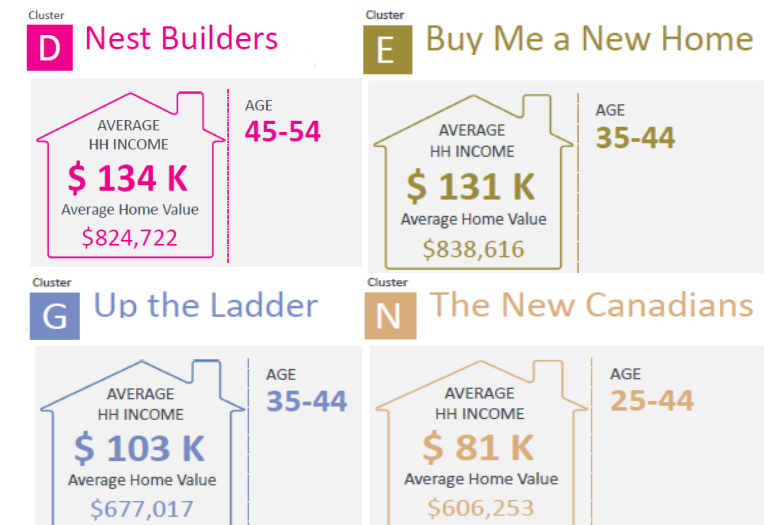 Cluster
D Nest Builders
AVERAGE
HH INCOME
$ 134 K
Average Home Value
$824,722
AGE
45-54
Cluster
E Buy Me a New Home
AVERAGE
HH INCOME
$ 131 K
Average Home Value
$838,616
AGE
35-44
Cluster
G Up the Ladder
AVERAGE
HH INCOME
$ 103 K
Average Home Value
$677,017
AGE
35-44
Cluster
N The New Canadians
AVERAGE
HH INCOME
$ 81 K
Average Home Value
$606,253
AGE
25-44